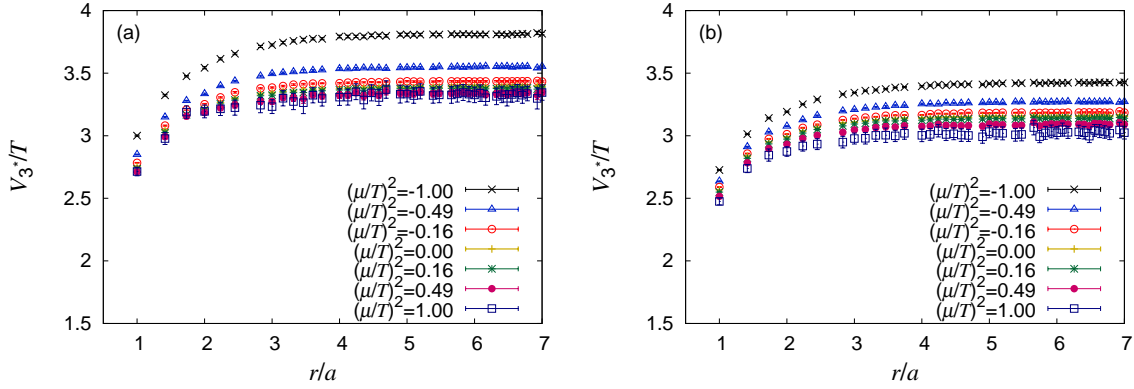 (a)
4
3.5
3
2.5
2
1.5
V3*/T
1 2 3 4 5 6 7
r/a
(μ/T)2=-1.00
(μ/T)2=-0.49
(μ/T)2=-0.16
(μ/T)2=0.00
(μ/T)2=0.16
(μ/T)2=0.49
(μ/T)2=1.00
(b)
4
3.5
3
2.5
2
1.5
V3*/T
1 2 3 4 5 6 7
r/a
(μ/T)2=-1.00
(μ/T)2=-0.49
(μ/T)2=-0.16
(μ/T)2=0.00
(μ/T)2=0.16
(μ/T)2=0.49
(μ/T)2=1.00